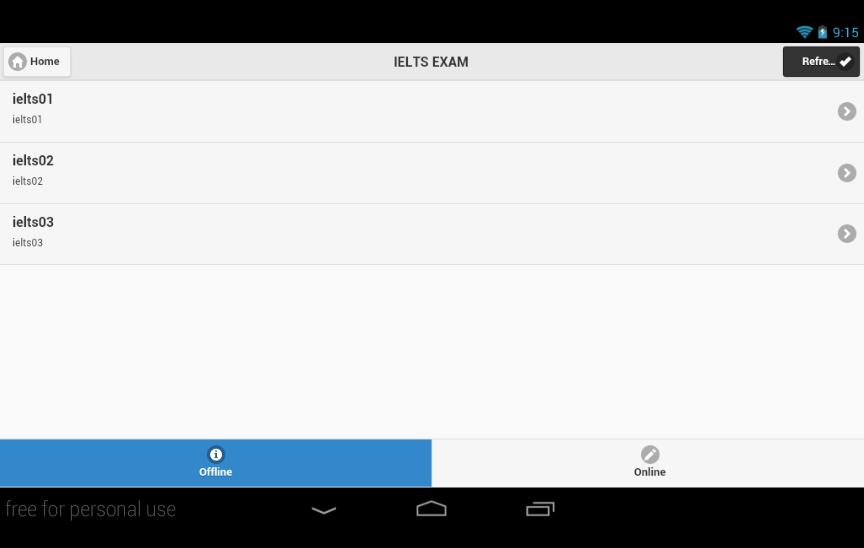 9:15
Home
IELTS EXAM
Refre...
ielts01
ielts01
ielts02
ielts02
ielts03
ielts03
Offline
Online
free for personal use